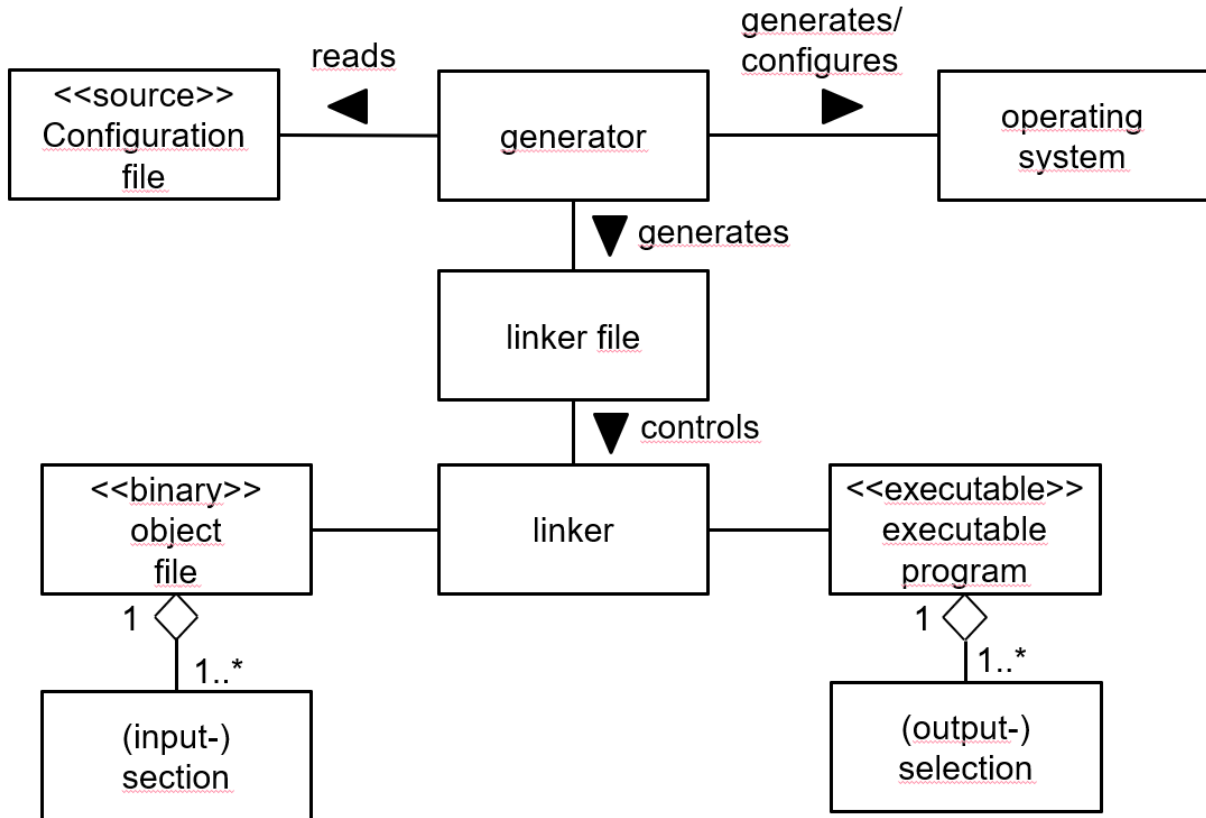 generates/
configures
reads
<<source>>
Configuration
file
generator
operating
system
generates
linker file
controls
<<binary>>
object
file
linker
<<executable>>
executable
program
1
1..*
1
1..*
(input-)
section
(output-)
selection